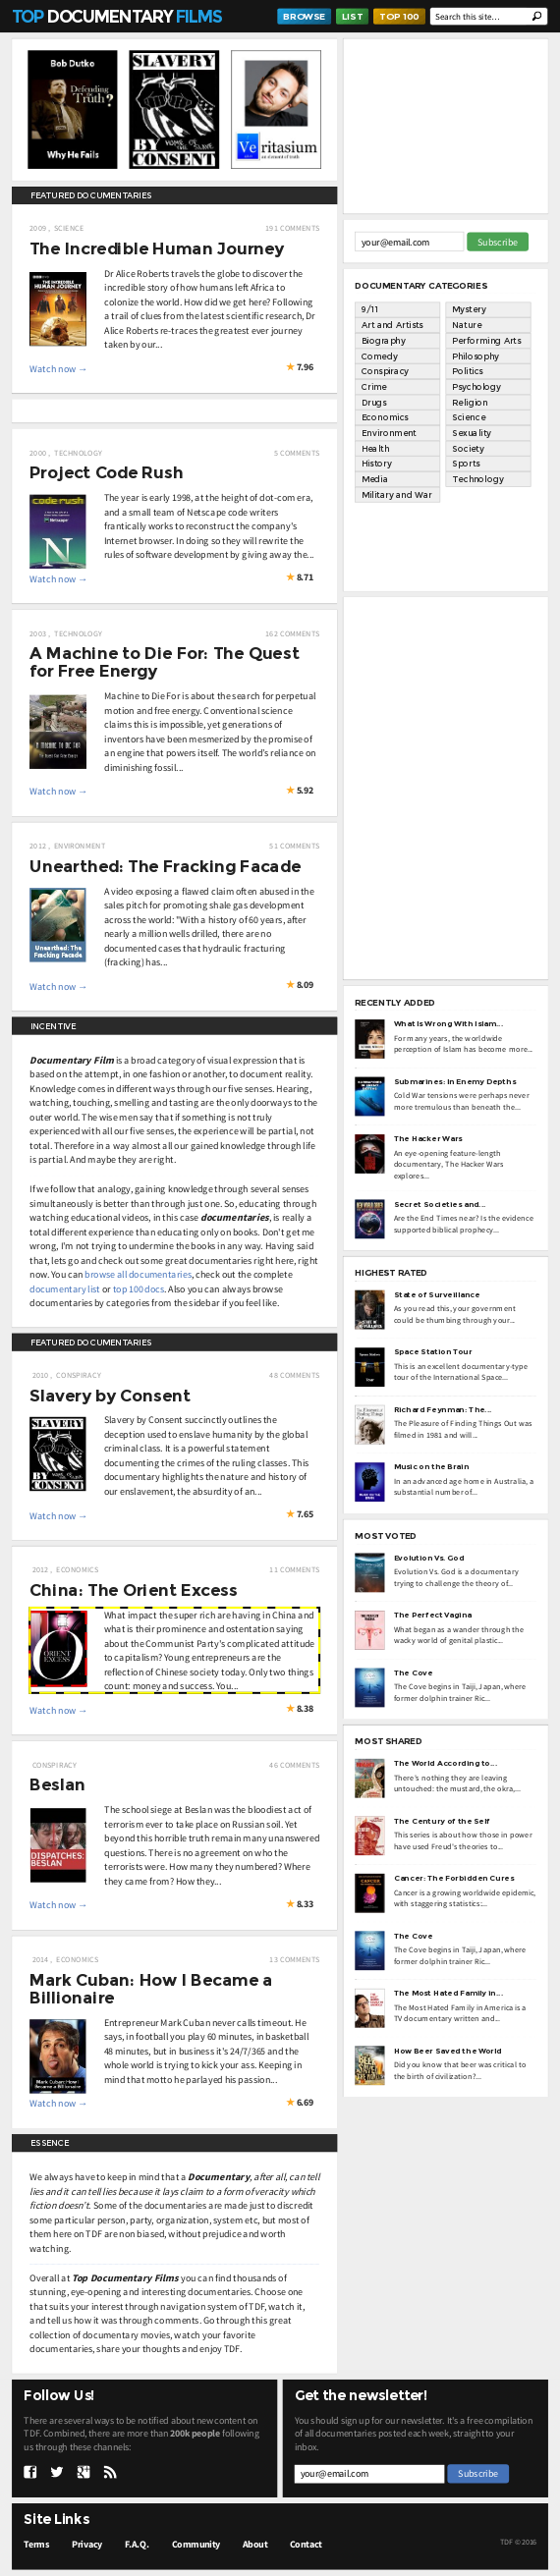 TOP DOCUMENTARY FILMS
BROWSE LIST TOP 100 Search this site...
Bob Dutko
Defending the Truth?
Why He Fails
SLAVERY
BY CONSENT
Veritasium
an element of truth
FEATURED DOCUMENTARIES
2009 , SCIENCE 191 COMMENTS
The Incredible Human Journey
Dr Alice Roberts travels the globe to discover the
incredible story of how humans left Africa to
colonize the world. How did we get here? Following
a trail of clues from the latest scientific research, Dr
Alice Roberts re-traces the greatest ever journey
taken by our...
Watch now → ★ 7.96
2000 , TECHNOLOGY 5 COMMENTS
Project Code Rush
code rush
Netscape
N
The year is early 1998, at the height of dot-com era,
and a small team of Netscape code writers
frantically works to reconstruct the company's
Internet browser. In doing so they will rewrite the
rules of software development by giving away the...
Watch now → ★ 8.71
2003 , TECHNOLOGY 162 COMMENTS
A Machine to Die For: The Quest
for Free Energy
Machine to Die For is about the search for perpetual
motion and free energy. Conventional science
claims this is impossible, yet generations of
inventors have been mesmerized by the promise of
an engine that powers itself. The world's reliance on
diminishing fossil...
Watch now → ★ 5.92
2012 , ENVIRONMENT 51 COMMENTS
Unearthed: The Fracking Facade
Unearthed: The
Fracking Facade
A video exposing a flawed claim often abused in the
sales pitch for promoting shale gas development
across the world: "With a history of 60 years, after
nearly a million wells drilled, there are no
documented cases that hydraulic fracturing
(fracking) has...
Watch now → ★ 8.09
INCENTIVE
Documentary Film is a broad category of visual expression that is
based on the attempt, in one fashion or another, to document reality.
Knowledge comes in different ways through our five senses. Hearing,
watching, touching, smelling and tasting are the only doorways to the
outer world. The wise men say that if something is not truly
experienced with all our five senses, the experience will be partial, not
total. Therefore in a way almost all our gained knowledge through life
is partial. And maybe they are right.
If we follow that analogy, gaining knowledge through several senses
simultaneously is better than through just one. So, educating through
watching educational videos, in this case documentaries, is really a
total different experience than educating only on books. Don't get me
wrong, I'm not trying to undermine the books in any way. Having said
that, lets go and check out some great documentaries right here, right
now. You can browse all documentaries, check out the complete
documentary list or top 100 docs. Also you can always browse
documentaries by categories from the sidebar if you feel like.
FEATURED DOCUMENTARIES
2010 , CONSPIRACY 48 COMMENTS
Slavery by Consent
SLAVERY
BY CONSENT
Slavery by Consent succinctly outlines the
deception used to enslave humanity by the global
criminal class. It is a powerful statement
documenting the crimes of the ruling classes. This
documentary highlights the nature and history of
our enslavement, the absurdity of an...
Watch now → ★ 7.65
2012 , ECONOMICS 11 COMMENTS
China: The Orient Excess
ORIENT
EXCESS
What impact the super rich are having in China and
what is their prominence and ostentation saying
about the Communist Party's complicated attitude
to capitalism? Young entrepreneurs are the
reflection of Chinese society today. Only two things
count: money and success. You...
Watch now → ★ 8.38
CONSPIRACY 46 COMMENTS
Beslan
DISPATCHES:
BESLAN
The school siege at Beslan was the bloodiest act of
terrorism ever to take place on Russian soil. Yet
beyond this horrible truth remain many unanswered
questions. There is no agreement on who the
terrorists were. How many they numbered? Where
they came from? How they...
Watch now → ★ 8.33
2014 , ECONOMICS 13 COMMENTS
Mark Cuban: How I Became a
Billionaire
Mark Cuban: How I
Became a Billionaire
Entrepreneur Mark Cuban never calls timeout. He
says, in football you play 60 minutes, in basketball
48 minutes, but in business it's 24/7/365 and the
whole world is trying to kick your ass. Keeping in
mind that motto he parlayed his passion...
Watch now → ★ 6.69
ESSENCE
We always have to keep in mind that a Documentary, after all, can tell
lies and it can tell lies because it lays claim to a form of veracity which
fiction doesn't. Some of the documentaries are made just to discredit
some particular person, party, organization, system etc, but most of
them here on TDF are non biased, without prejudice and worth
watching.
Overall at Top Documentary Films you can find thousands of
stunning, eye-opening and interesting documentaries. Choose one
that suits your interest through navigation system of TDF, watch it,
and tell us how it was through comments. Go through this great
collection of documentary movies, watch your favorite
documentaries, share your thoughts and enjoy TDF.
your@email.com Subscribe
DOCUMENTARY CATEGORIES
9/11 Mystery
Art and Artists Nature
Biography Performing Arts
Comedy Philosophy
Conspiracy Politics
Crime Psychology
Drugs Religion
Economics Science
Environment Sexuality
Health Society
History Sports
Media Technology
Military and War
RECENTLY ADDED
What Is Wrong With Islam...
For many years, the worldwide
perception of Islam has become more...
Submarines: In Enemy Depths
Cold War tensions were perhaps never
more tremulous than beneath the...
The Hacker Wars
An eye-opening feature-length
documentary, The Hacker Wars
explores...
Secret Societies and...
Are the End Times near? Is the evidence
supported biblical prophecy...
HIGHEST RATED
State of Surveillance
As you read this, your government
could be thumbing through your...
Space Station Tour
This is an excellent documentary-type
tour of the International Space...
Richard Feynman: The...
The Pleasure of Finding Things Out was
filmed in 1981 and will...
Music on the Brain
In an advanced age home in Australia, a
substantial number of...
MOST VOTED
Evolution Vs. God
Evolution Vs. God is a documentary
trying to challenge the theory of...
The Perfect Vagina
What began as a wander through the
wacky world of genital plastic...
The Cove
The Cove begins in Taiji, Japan, where
former dolphin trainer Ric...
MOST SHARED
The World According to...
There's nothing they are leaving
untouched: the mustard, the okra,...
The Century of the Self
This series is about how those in power
have used Freud's theories to...
Cancer: The Forbidden Cures
Cancer is a growing worldwide epidemic,
with staggering statistics:...
The Cove
The Cove begins in Taiji, Japan, where
former dolphin trainer Ric...
The Most Hated Family in...
The Most Hated Family in America is a
TV documentary written and...
How Beer Saved the World
Did you know that beer was critical to
the birth of civilization?...
Follow Us!
There are several ways to be notified about new content on
TDF. Combined, there are more than 200k people following
us through these channels:
Get the newsletter!
You should sign up for our newsletter. It's a free compilation
of all documentaries posted each week, straight to your
inbox.
your@email.com Subscribe
Site Links
Terms Privacy F.A.Q. Community About Contact TDF © 2016